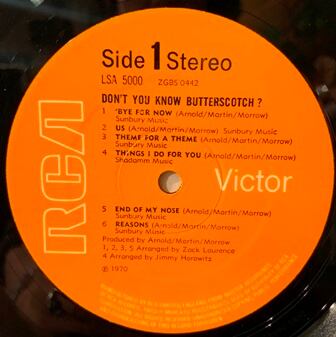 Side 1 Stereo
LSA 5000 ZGBS 0442
DON'T YOU KNOW BUTTERSCOTCH?
1 'BYE FOR NOW (Arnold/Martin/Morrow)
Sunbury Music
2 US (Arnold/Martin/Morrow) Sunbury Music
3 THEME FOR A THEME (Arnold/Martin/Morrow)
Sunbury Music
4 THINGS I DO FOR YOU (Arnold/Martin/Morrow)
Shadamm Music
RCA
Victor
5 END OF MY NOSE (Arnold/Martin/Morrow)
Sunbury Music
6 REASONS (Arnold/Martin/Morrow)
Sunbury Music
Produced by Arnold/Martin/Morrow
1, 2, 3, 5 Arranged by Zack Laurence
4 Arranged by Jimmy Horowitz
℗ 1970